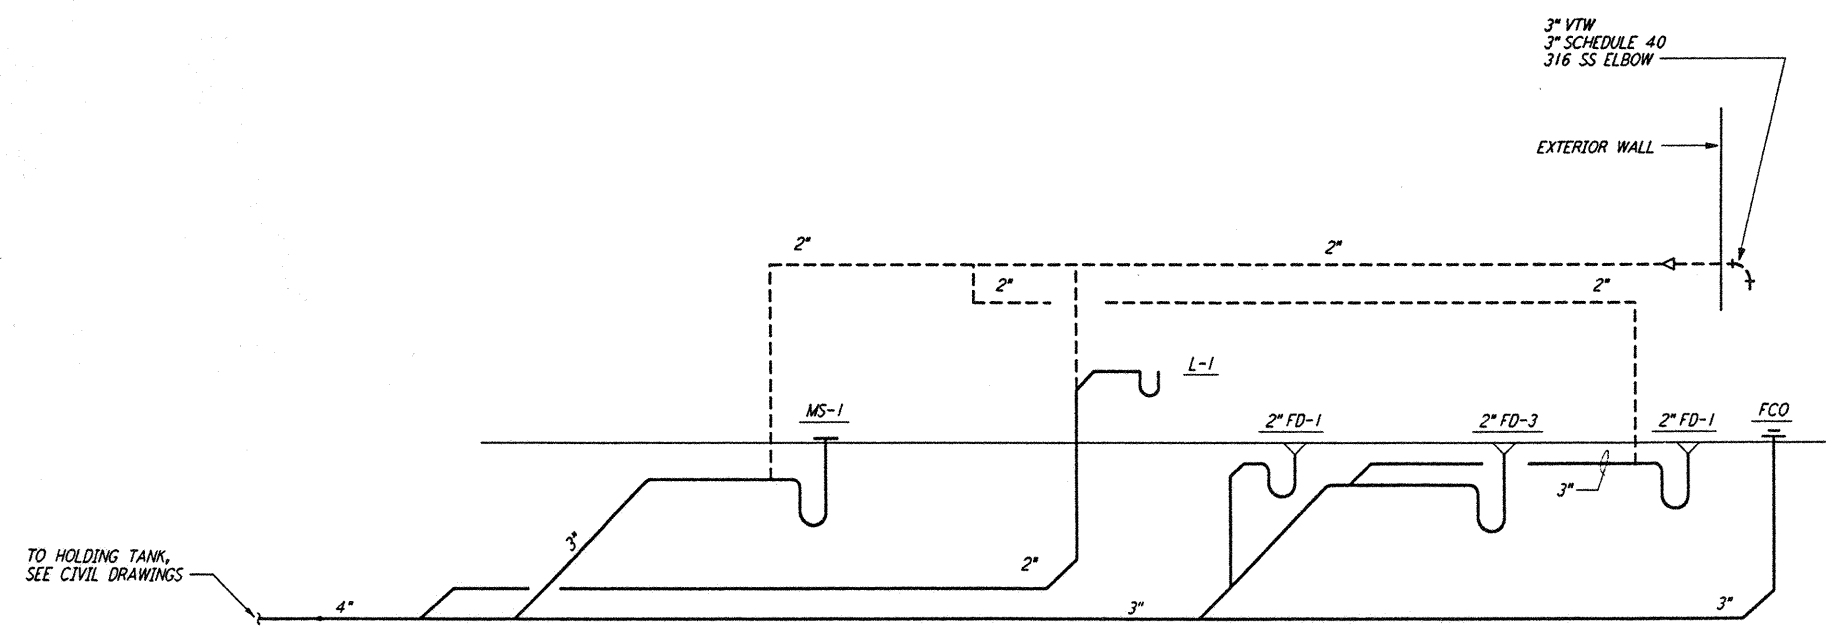 3" VTW
3" SCHEDULE 40
316 SS ELBOW
EXTERIOR WALL
2"
2"
2"
2"
L-1
MS-1
2" FD-1
2" FD-3
2" FD-1
FCO
3"
3"
TO HOLDING TANK,
SEE CIVIL DRAWINGS
2"
4"
3"
3"